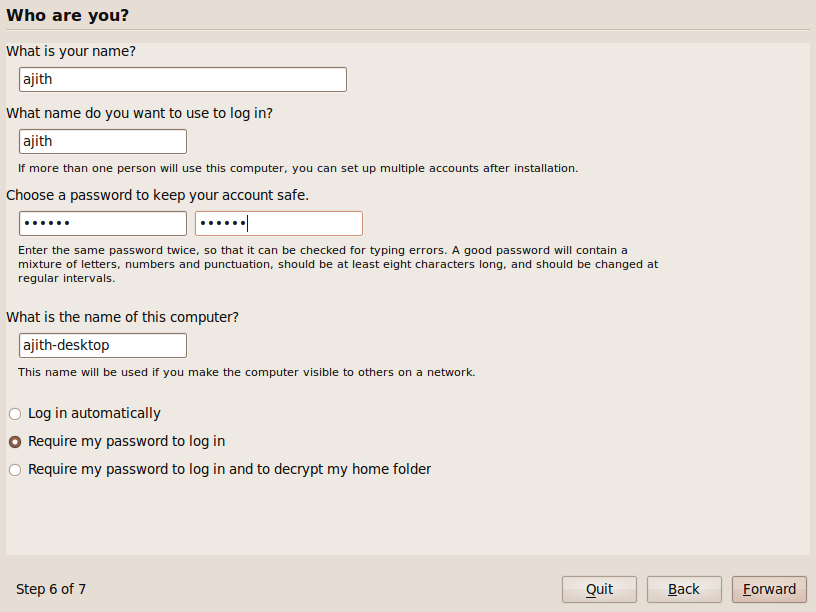 Who are you?
What is your name?
ajith
What name do you want to use to log in?
ajith
If more than one person will use this computer, you can set up multiple accounts after installation.
Choose a password to keep your account safe.
•••••• ••••••
Enter the same password twice, so that it can be checked for typing errors. A good password will contain a
mixture of letters, numbers and punctuation, should be at least eight characters long, and should be changed at
regular intervals.
What is the name of this computer?
ajith-desktop
This name will be used if you make the computer visible to others on a network.
Log in automatically
Require my password to log in
Require my password to log in and to decrypt my home folder
Step 6 of 7 Quit Back Forward